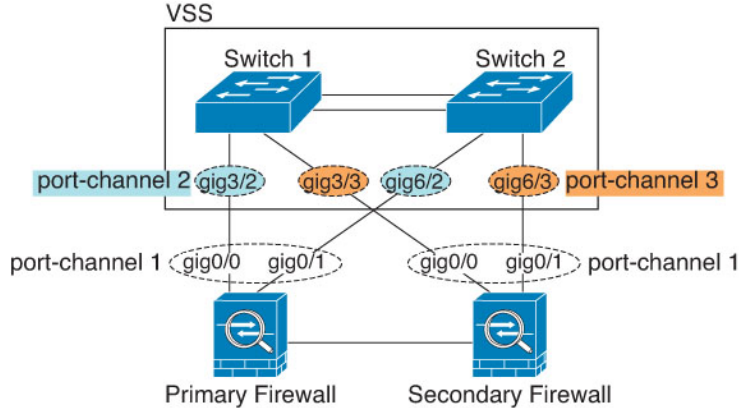 VSS
Switch 1
Switch 2
port-channel 2
gig3/2
gig3/3
gig6/2
gig6/3
port-channel 3
port-channel 1
gig0/0
gig0/1
gig0/0
gig0/1
port-channel 1
Primary Firewall
Secondary Firewall